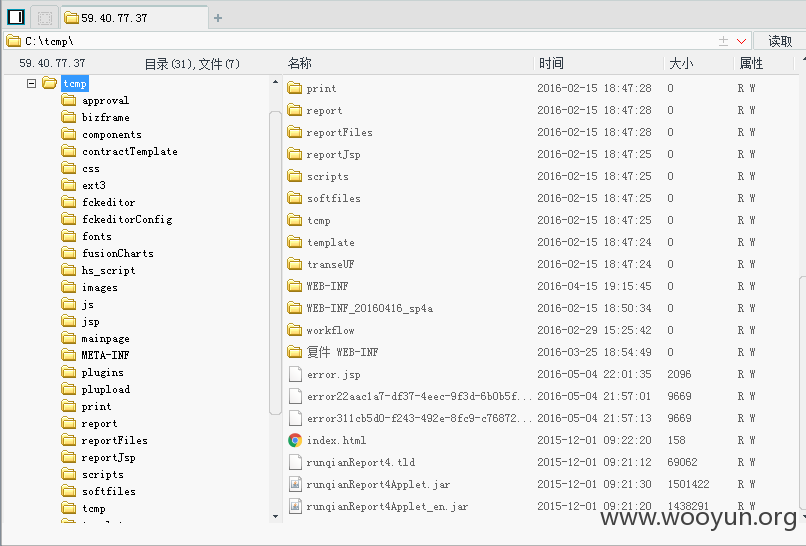 59.40.77.37
C:\tcmp\
读取
59.40.77.37 目录(31),文件(7)
名称 时间 大小 属性
tcmp
approval
bizframe
components
contractTemplate
css
ext3
fckeditor
fckeditorConfig
fonts
fusionCharts
hs_script
images
js
jsp
mainpage
META-INF
plugins
plupload
print
report
reportFiles
reportJsp
scripts
softfiles
tcmp
print 2016-02-15 18:47:28 0 R W
report 2016-02-15 18:47:28 0 R W
reportFiles 2016-02-15 18:47:28 0 R W
reportJsp 2016-02-15 18:47:25 0 R W
scripts 2016-02-15 18:47:25 0 R W
softfiles 2016-02-15 18:47:25 0 R W
tcmp 2016-02-15 18:47:25 0 R W
template 2016-02-15 18:47:24 0 R W
transeUF 2016-02-15 18:47:24 0 R W
WEB-INF 2016-04-15 19:15:45 0 R W
WEB-INF_20160416_sp4a 2016-02-15 18:50:34 0 R W
workflow 2016-02-29 15:25:42 0 R W
复件 WEB-INF 2016-03-25 18:54:49 0 R W
error.jsp 2016-05-04 22:01:35 2096 R W
error22aac1a7-df37-4eec-9f3d-6b0b5f... 2016-05-04 21:57:01 9669 R W
error311cb5d0-f243-492e-8fc9-c76872... 2016-05-04 21:57:13 9669 R W
index.html 2015-12-01 09:22:20 158 R W
runqianReport4.tld 2015-12-01 09:21:12 69062 R W
runqianReport4Applet.jar 2015-12-01 09:21:30 1501422 R W
runqianReport4Applet_en.jar 2015-12-01 09:21:20 1438291 R W
www.wooyun.org